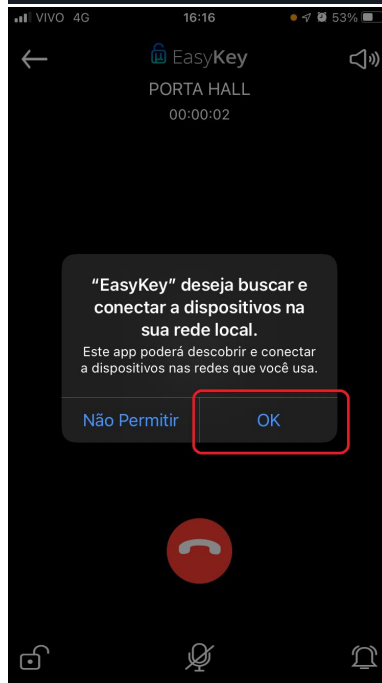 VIVO 4G 16:16 53%
EasyKey
PORTA HALL
00:00:02
“EasyKey” deseja buscar e
conectar a dispositivos na
sua rede local.
Este app poderá descobrir e conectar
a dispositivos nas redes que você usa.
Não Permitir OK